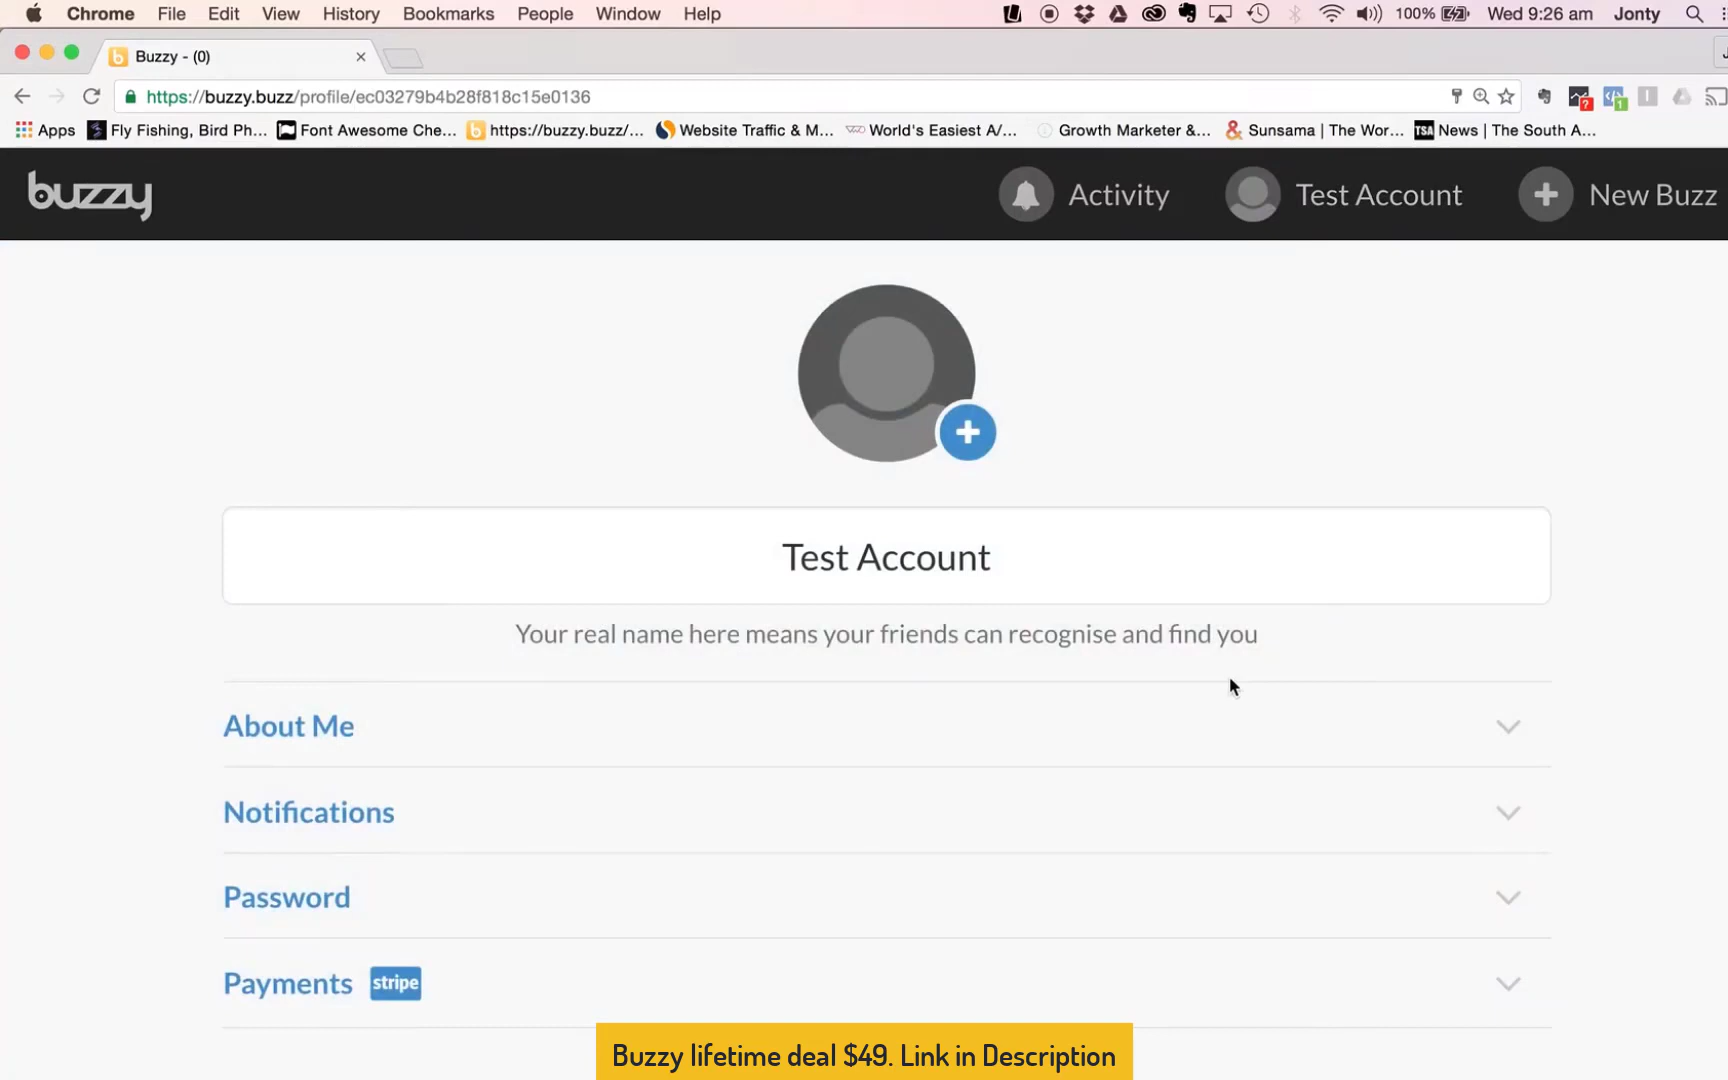 Chrome File Edit View History Bookmarks People Window Help 100% Wed 9:26 am Jonty
Buzzy - (0)
https://buzzy.buzz/profile/ec03279b4b28f818c15e0136
Apps Fly Fishing, Bird Ph... Font Awesome Che... https://buzzy.buzz/... Website Traffic & M... World's Easiest A/... Growth Marketer &... Sunsama | The Wor... TSA News | The South A...
buzzy Activity Test Account New Buzz
Test Account
Your real name here means your friends can recognise and find you
About Me
Notifications
Password
Payments stripe
Buzzy lifetime deal $49. Link in Description